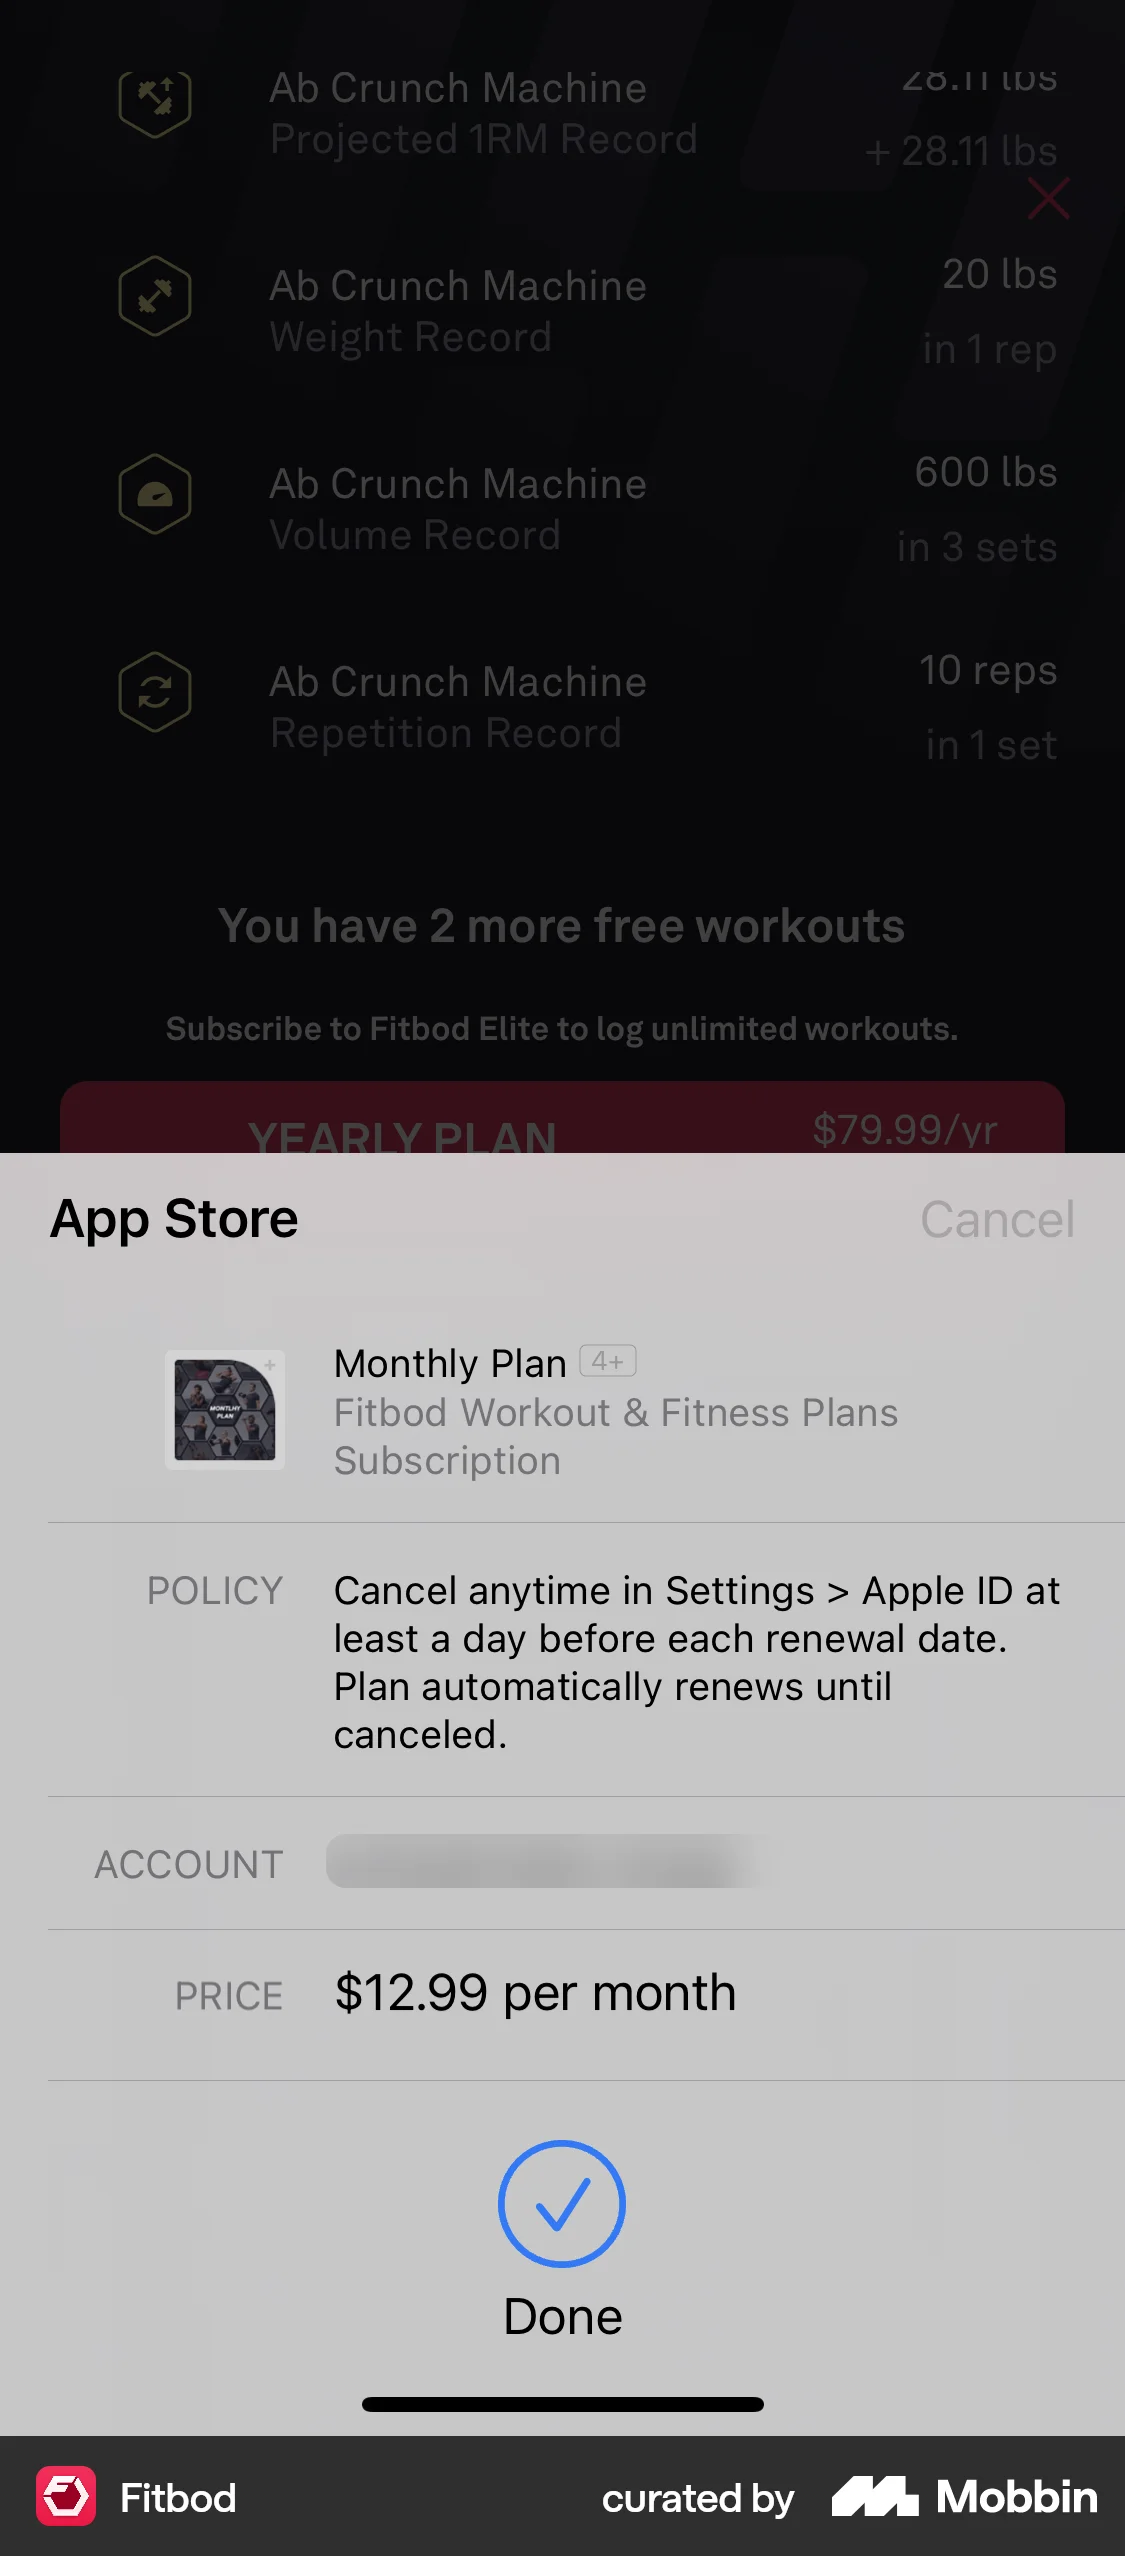 Ab Crunch Machine
28.11 lbs
Projected 1RM Record
+ 28.11 lbs
Ab Crunch Machine
20 lbs
Weight Record
in 1 rep
Ab Crunch Machine
600 lbs
Volume Record
in 3 sets
Ab Crunch Machine
10 reps
Repetition Record
in 1 set
You have 2 more free workouts
Subscribe to Fitbod Elite to log unlimited workouts.
YEARLY PLAN
$79.99/yr
App Store
Cancel
MONTLHY
PLAN
Monthly Plan 4+
Fitbod Workout & Fitness Plans
Subscription
POLICY
Cancel anytime in Settings > Apple ID at
least a day before each renewal date.
Plan automatically renews until
canceled.
ACCOUNT
PRICE
$12.99 per month
Done
Fitbod
curated by
Mobbin